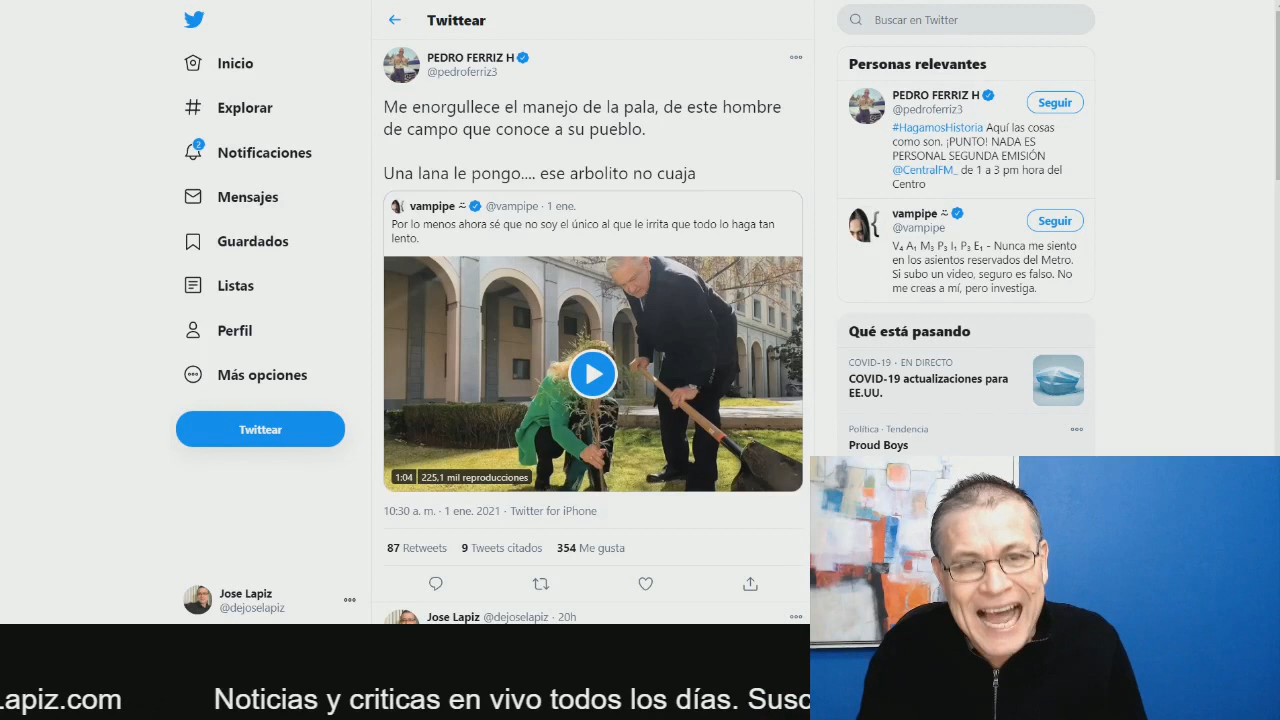 Inicio
Explorar
2
Notificaciones
Mensajes
Guardados
Listas
Perfil
Más opciones
Twittear
Jose Lapiz
@dejoselapiz
Twittear
PEDRO FERRIZ H
@pedroferriz3
Me enorgullece el manejo de la pala, de este hombre
de campo que conoce a su pueblo.
Una lana le pongo.... ese arbolito no cuaja
vampipe @vampipe · 1 ene.
Por lo menos ahora sé que no soy el único al que le irrita que todo lo haga tan
lento.
1:04 225,1 mil reproducciones
10:30 a. m. · 1 ene. 2021 · Twitter for iPhone
87 Retweets 9 Tweets citados 354 Me gusta
Jose Lapiz @dejoselapiz · 20h
Buscar en Twitter
Personas relevantes
PEDRO FERRIZ H
@pedroferriz3
Seguir
#HagamosHistoria Aquí las cosas
como son. ¡PUNTO! NADA ES
PERSONAL SEGUNDA EMISIÓN
@CentralFM_ de 1 a 3 pm hora del
Centro
vampipe
@vampipe
Seguir
V₄ A₁ M₃ P₃ I₁ P₃ E₁ - Nunca me siento
en los asientos reservados del Metro.
Si subo un video, seguro es falso. No
me creas a mí, pero investiga.
Qué está pasando
COVID-19 · EN DIRECTO
COVID-19 actualizaciones para
EE.UU.
Política · Tendencia
Proud Boys
Lapiz.com Noticias y criticas en vivo todos los días. Susc